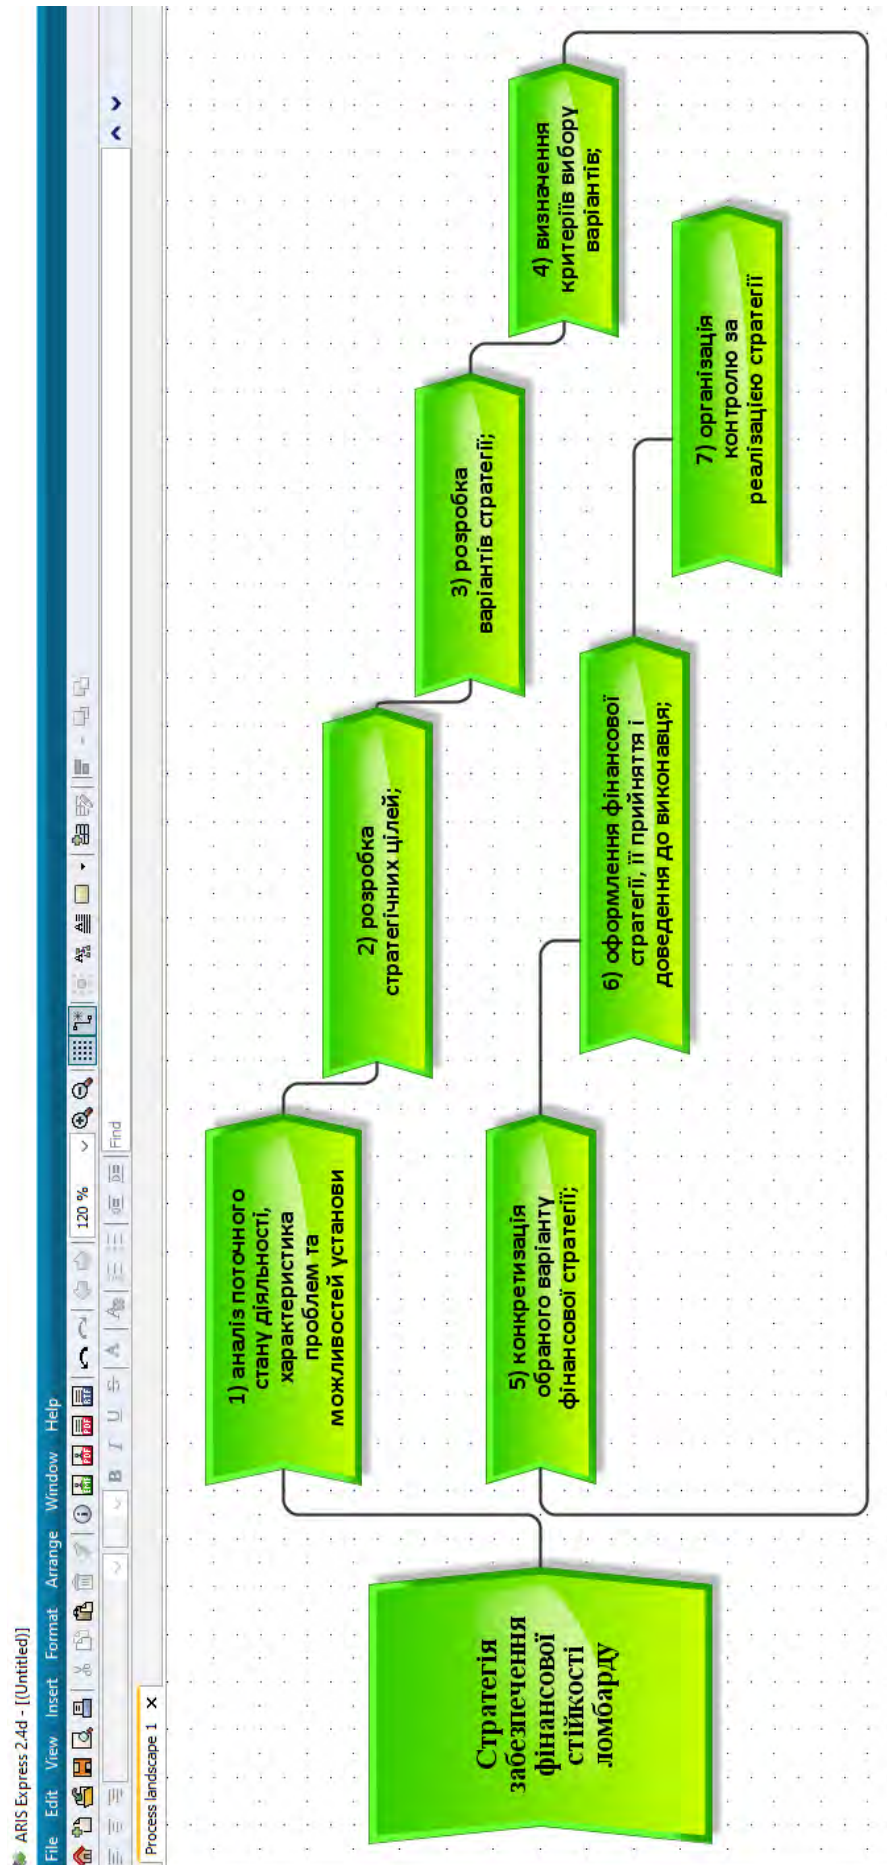 ARIS Express 2.4d - [(Untitled)]
File Edit View Insert Format Arrange Window Help
120 %
B I U S A
Find
Process landscape 1 ×
Стратегія
забезпечення
фінансової
стійкості
ломбарду
1) аналіз поточного
стану діяльності,
характеристика
проблем та
можливостей установи
2) розробка
стратегічних цілей;
3) розробка
варіантів стратегії;
4) визначення
критеріїв вибору
варіантів;
5) конкретизація
обраного варіанту
фінансової стратегії;
6) оформлення фінансової
стратегії, її прийняття і
доведення до виконавця;
7) організація
контролю за
реалізацією стратегії